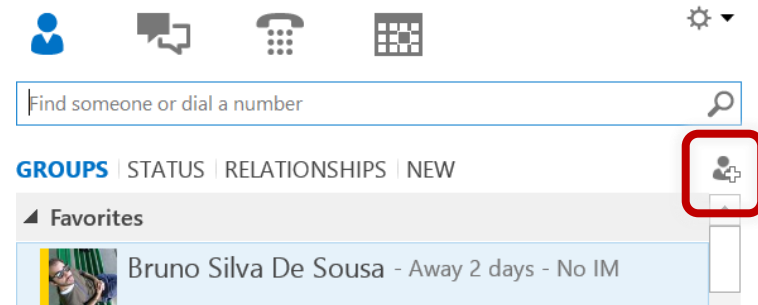 Find someone or dial a number
GROUPS STATUS RELATIONSHIPS NEW
Favorites
Bruno Silva De Sousa - Away 2 days - No IM